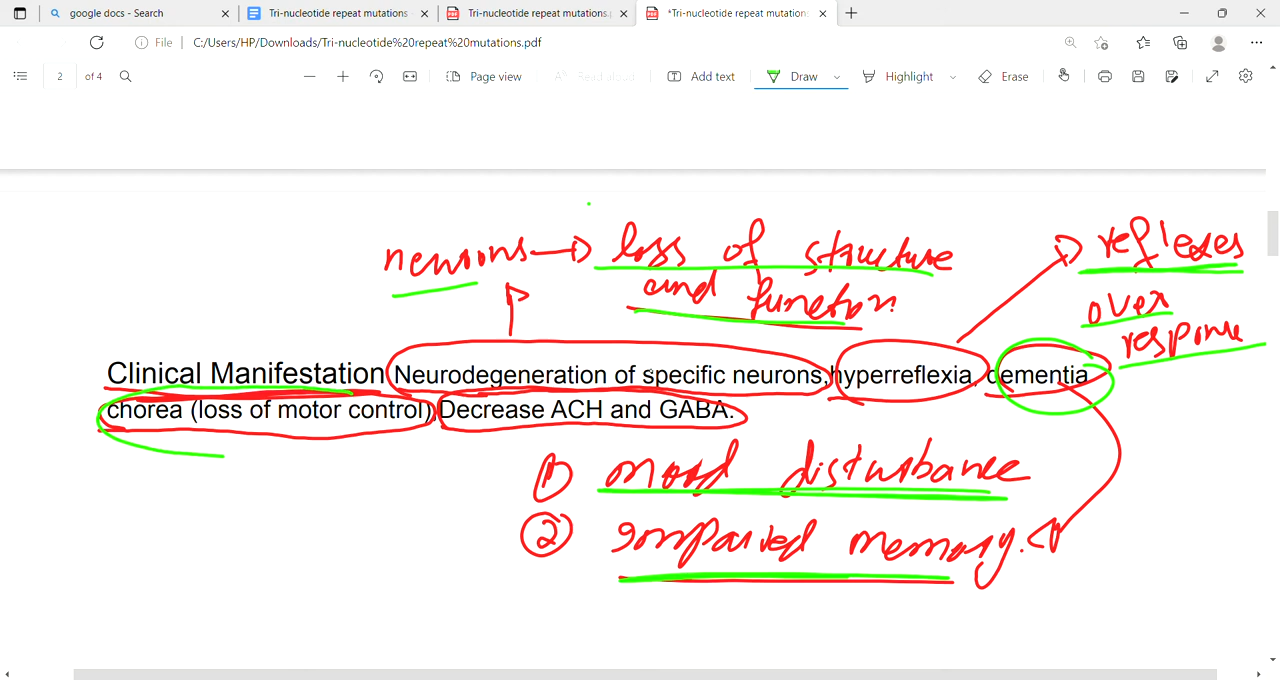 google docs - Search
Tri-nucleotide repeat mutations
Tri-nucleotide repeat mutations.
*Tri-nucleotide repeat mutations
File
C:/Users/HP/Downloads/Tri-nucleotide%20repeat%20mutations.pdf
2 of 4
Page view
Read aloud
Add text
Draw
Highlight
Erase
neurons loss of structure
and function
reflexes
over
response
Clinical Manifestation Neurodegeneration of specific neurons, hyperreflexia, dementia
chorea (loss of motor control) Decrease ACH and GABA.
1 mood disturbance
2 impaired memory.